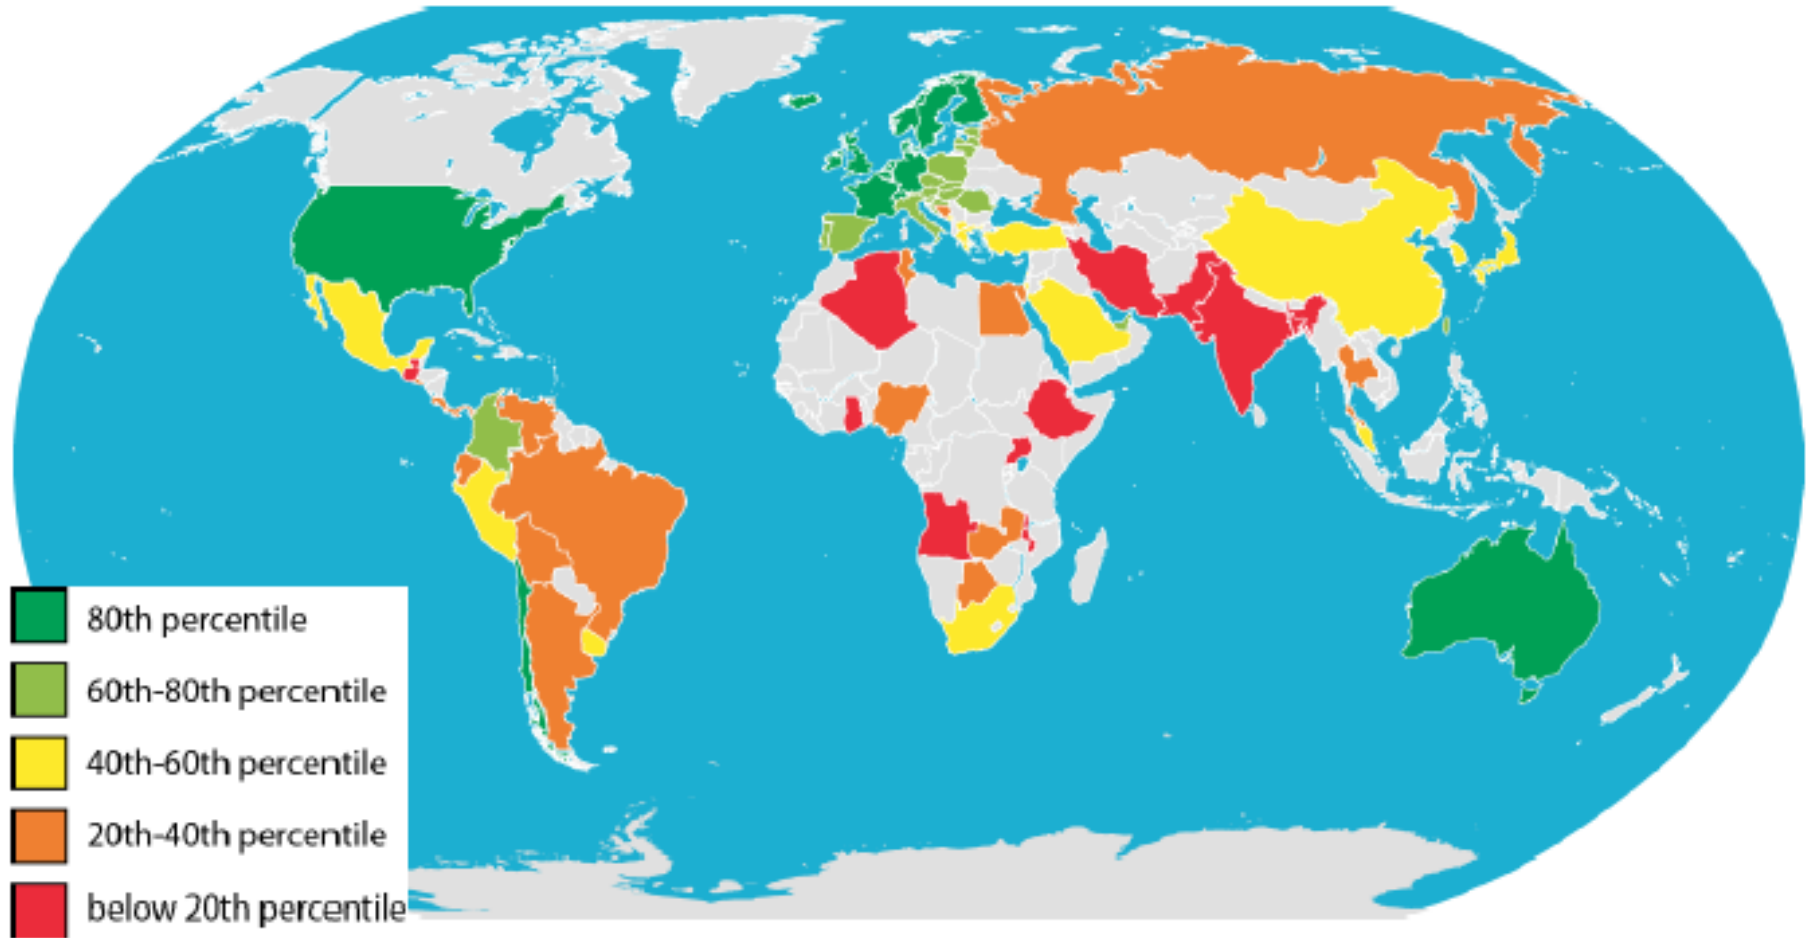 80th percentile
60th-80th percentile
40th-60th percentile
20th-40th percentile
below 20th percentile